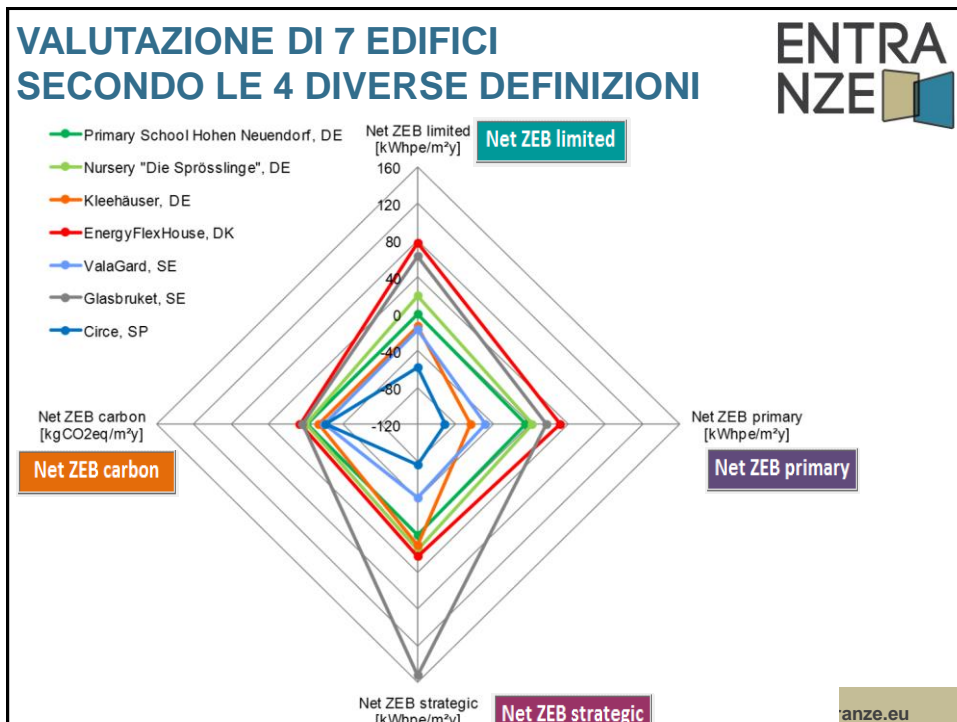 VALUTAZIONE DI 7 EDIFICI
SECONDO LE 4 DIVERSE DEFINIZIONI
ENTRA
NZE
Primary School Hohen Neuendorf, DE
Nursery "Die Sprösslinge", DE
Kleehäuser, DE
EnergyFlexHouse, DK
ValaGard, SE
Glasbruket, SE
Circe, SP
Net ZEB limited
[kWhpe/m²y]
Net ZEB limited
160
120
80
40
0
-40
-80
-120
Net ZEB carbon
[kgCO2eq/m²y]
Net ZEB carbon
Net ZEB primary
[kWhpe/m²y]
Net ZEB primary
Net ZEB strategic
[kWhpe/m²y]
Net ZEB strategic
ranze.eu